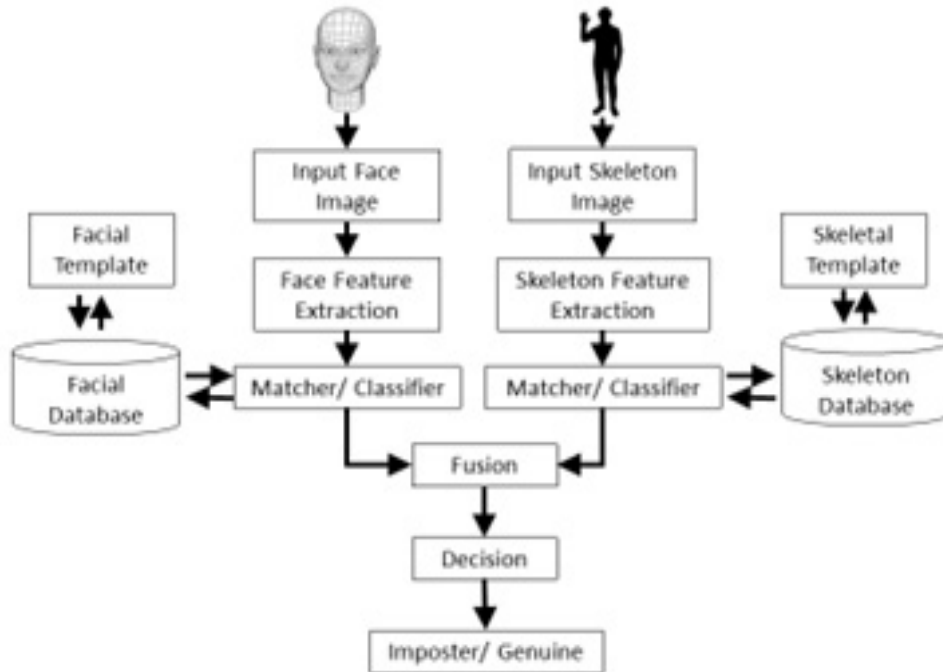 Input Face
Image
Input Skeleton
Image
Facial
Template
Face Feature
Extraction
Skeleton Feature
Extraction
Skeletal
Template
Facial
Database
Matcher/ Classifier
Matcher/ Classifier
Skeleton
Database
Fusion
Decision
Imposter/ Genuine